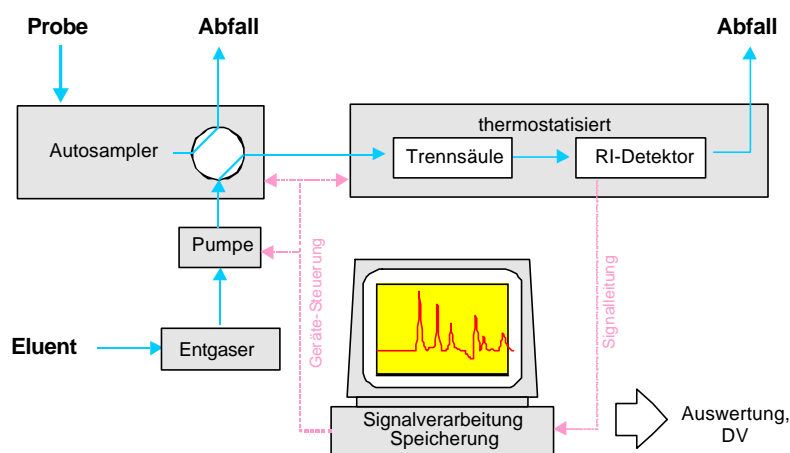 Probe
Abfall
Abfall
thermostatisiert
Autosampler
Trennsäule
RI-Detektor
Pumpe
Geräte-Steuerung
Signalleitung
Eluent
Entgaser
Signalverarbeitung
Speicherung
Auswertung,
DV